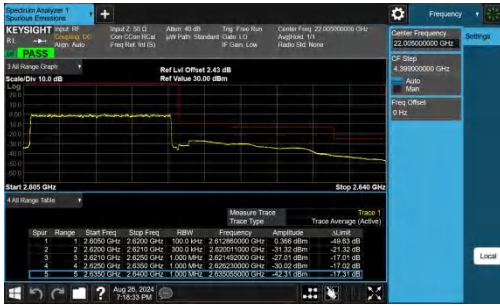 Spectrum Analyzer 1
Spurious Emissions
+
Frequency
KEYSIGHT Input: RF Input Z: 50 Ω Atten: 40 dB Trig: Free Run Center Freq: 22.005000000 GHz
RL Coupling: DC Corr CCorr RCal µW Path: Standard Gate: LO Avg|Hold: 1/1
Align: Auto Freq Ref: Int (S) IF Gain: Low Radio Std: None
PASS
Center Frequency
22.005000000 GHz
Settings
CF Step
4.399000000 GHz
Auto
Man
Freq Offset
0 Hz
3 All Range Graph
Ref Lvl Offset 2.43 dB
Scale/Div 10.0 dB Ref Value 30.00 dBm
Log
20.0
10.0
Start 2.605 GHz Stop 2.640 GHz
4 All Range Table
Measure Trace Trace 1
Trace Type Trace Average (Active)
Spur Range Start Freq Stop Freq RBW Frequency Amplitude ΔLimit
1 1 2.6050 GHz 2.6200 GHz 100.0 kHz 2.612860000 GHz 0.366 dBm -49.63 dB
2 2 2.6200 GHz 2.6210 GHz 300.0 kHz 2.620011000 GHz -31.32 dBm -21.32 dB
3 3 2.6210 GHz 2.6250 GHz 1.000 MHz 2.621492000 GHz -27.01 dBm -17.01 dB
4 4 2.6250 GHz 2.6350 GHz 1.000 MHz 2.626230000 GHz -30.02 dBm -17.02 dB
5 5 2.6350 GHz 2.6400 GHz 1.000 MHz 2.635055000 GHz -42.31 dBm -17.31 dB
Local
?
Aug 26, 2024
7:16:33 PM